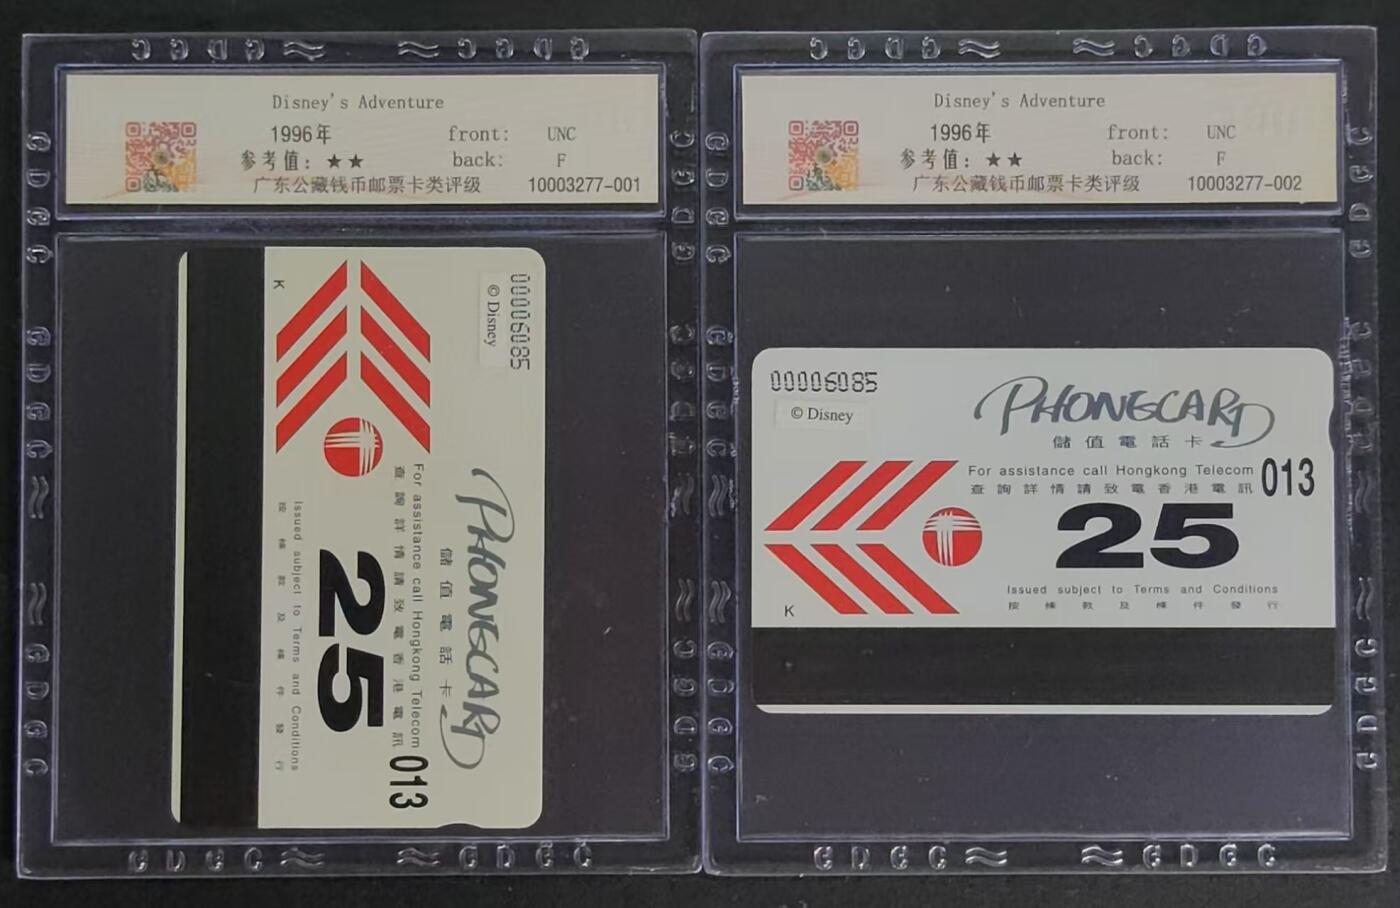 Disney's Adventure
1996年 front: UNC
参考值: ★★ back: F
广东公藏钱币邮票卡类评级 10003277-001
00006085
© Disney
K
PHONECARD
儲值電話卡
For assistance call Hongkong Telecom 013
查詢詳情請致電香港電訊
25
Issued subject to Terms and Conditions
按條款及條件發行
Disney's Adventure
1996年 front: UNC
参考值: ★★ back: F
广东公藏钱币邮票卡类评级 10003277-002
00006085
© Disney
PHONECARD
儲值電話卡
For assistance call Hongkong Telecom 013
查詢詳情請致電香港電訊
25
Issued subject to Terms and Conditions
按條款及條件發行
K